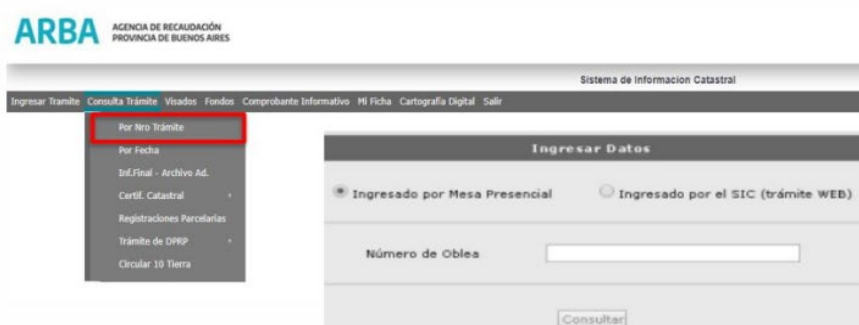 ARBA AGENCIA DE RECAUDACIÓN
PROVINCIA DE BUENOS AIRES
Sistema de Informacion Catastral
Ingresar Tramite Consulta Trámite Visados Fondos Comprobante Informativo Mi Ficha Cartografía Digital Salir
Por Nro Trámite
Por Fecha
Inf.Final - Archivo Ad.
Certif. Catastral
Registraciones Parcelarias
Trámite de DPRP
Circular 10 Tierra
Ingresar Datos
Ingresado por Mesa Presencial Ingresado por el SIC (trámite WEB)
Número de Oblea
Consultar